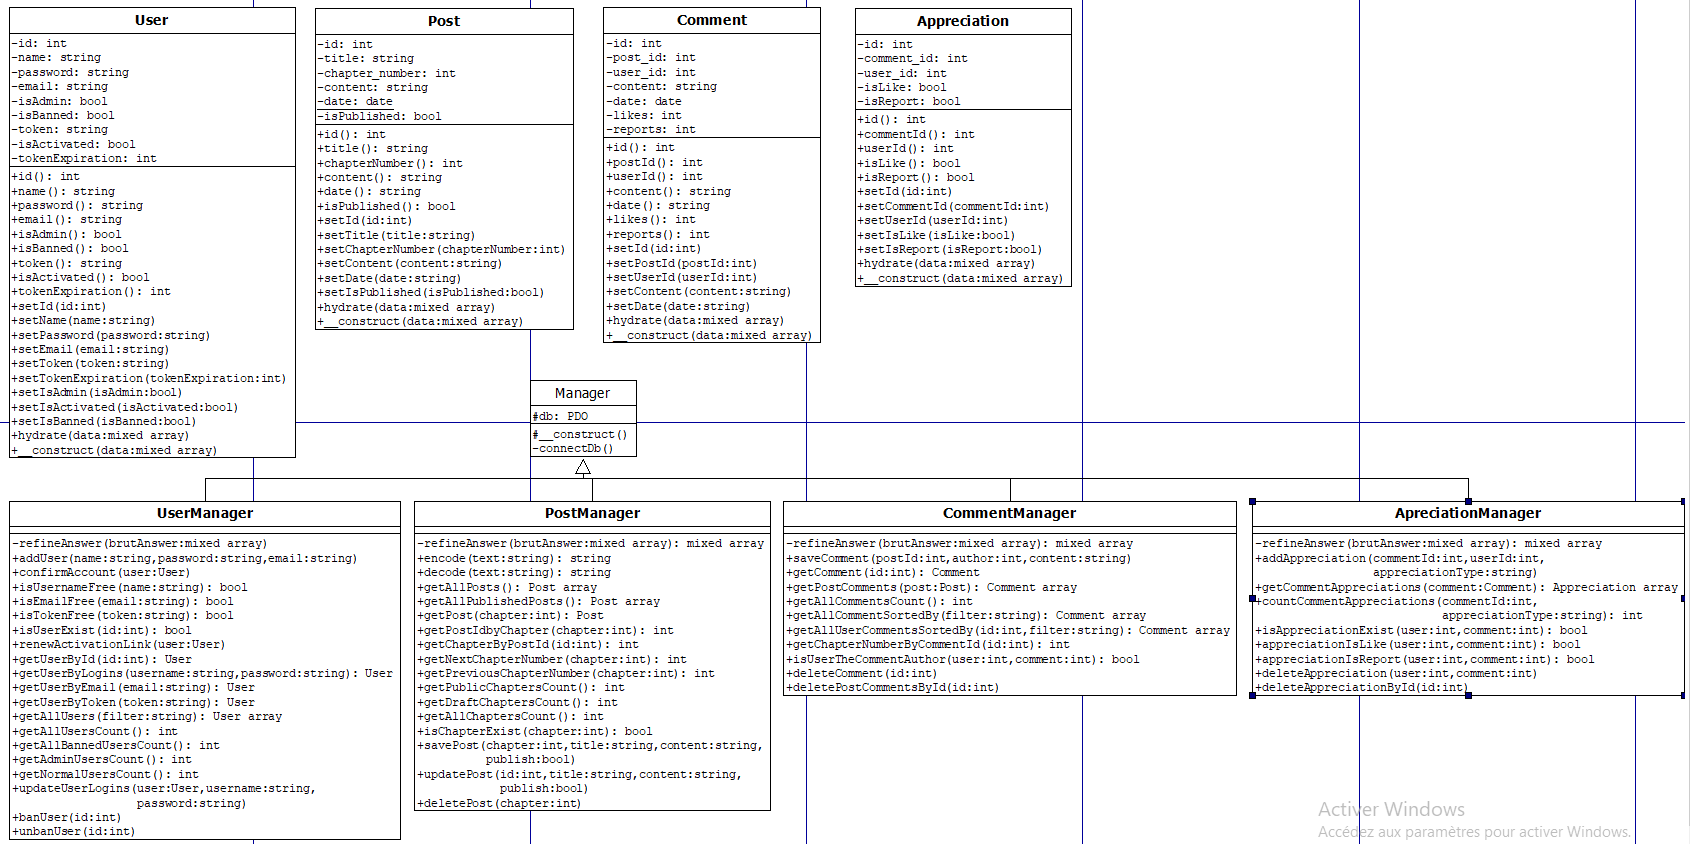 User
-id: int
-name: string
-password: string
-email: string
-isAdmin: bool
-isBanned: bool
-token: string
-isActivated: bool
-tokenExpiration: int
+id(): int
+name(): string
+password(): string
+email(): string
+isAdmin(): bool
+isBanned(): bool
+token(): string
+isActivated(): bool
+tokenExpiration(): int
+setId(id:int)
+setName(name:string)
+setPassword(password:string)
+setEmail(email:string)
+setToken(token:string)
+setTokenExpiration(tokenExpiration:int)
+setIsAdmin(isAdmin:bool)
+setIsActivated(isActivated:bool)
+setIsBanned(isBanned:bool)
+hydrate(data:mixed array)
+__construct(data:mixed array)
Post
-id: int
-title: string
-chapter_number: int
-content: string
-date: date
-isPublished: bool
+id(): int
+title(): string
+chapterNumber(): int
+content(): string
+date(): string
+isPublished(): bool
+setId(id:int)
+setTitle(title:string)
+setChapterNumber(chapterNumber:int)
+setContent(content:string)
+setDate(date:string)
+setIsPublished(isPublished:bool)
+hydrate(data:mixed array)
+__construct(data:mixed array)
Comment
-id: int
-post_id: int
-user_id: int
-content: string
-date: date
-likes: int
-reports: int
+id(): int
+postId(): int
+userId(): int
+content(): string
+date(): string
+likes(): int
+reports(): int
+setId(id:int)
+setPostId(postId:int)
+setUserId(userId:int)
+setContent(content:string)
+setDate(date:string)
+hydrate(data:mixed array)
+__construct(data:mixed array)
Appreciation
-id: int
-comment_id: int
-user_id: int
-isLike: bool
-isReport: bool
+id(): int
+commentId(): int
+userId(): int
+isLike(): bool
+isReport(): bool
+setId(id:int)
+setCommentId(commentId:int)
+setUserId(userId:int)
+setIsLike(isLike:bool)
+setIsReport(isReport:bool)
+hydrate(data:mixed array)
+__construct(data:mixed array)
Manager
#db: PDO
#__construct()
-connectDb()
UserManager
-refineAnswer(brutAnswer:mixed array)
+addUser(name:string,password:string,email:string)
+confirmAccount(user:User)
+isUsernameFree(name:string): bool
+isEmailFree(email:string): bool
+isTokenFree(token:string): bool
+isUserExist(id:int): bool
+renewActivationLink(user:User)
+getUserById(id:int): User
+getUserByLogins(username:string,password:string): User
+getUserByEmail(email:string): User
+getUserByToken(token:string): User
+getAllUsers(filter:string): User array
+getAllUsersCount(): int
+getAllBannedUsersCount(): int
+getAdminUsersCount(): int
+getNormalUsersCount(): int
+updateUserLogins(user:User,username:string,
password:string)
+banUser(id:int)
+unbanUser(id:int)
PostManager
-refineAnswer(brutAnswer:mixed array): mixed array
+encode(text:string): string
+decode(text:string): string
+getAllPosts(): Post array
+getAllPublishedPosts(): Post array
+getPost(chapter:int): Post
+getPostIdbyChapter(chapter:int): int
+getChapterByPostId(id:int): int
+getNextChapterNumber(chapter:int): int
+getPreviousChapterNumber(chapter:int): int
+getPublicChaptersCount(): int
+getDraftChaptersCount(): int
+getAllChaptersCount(): int
+isChapterExist(chapter:int): bool
+savePost(chapter:int,title:string,content:string,
publish:bool)
+updatePost(id:int,title:string,content:string,
publish:bool)
+deletePost(chapter:int)
CommentManager
-refineAnswer(brutAnswer:mixed array): mixed array
+saveComment(postId:int,author:int,content:string)
+getComment(id:int): Comment
+getPostComments(post:Post): Comment array
+getAllCommentsCount(): int
+getAllCommentSortedBy(filter:string): Comment array
+getAllUserCommentsSortedBy(id:int,filter:string): Comment array
+getChapterNumberByCommentId(id:int): int
+isUserTheCommentAuthor(user:int,comment:int): bool
+deleteComment(id:int)
+deletePostCommentsById(id:int)
ApreciationManager
-refineAnswer(brutAnswer:mixed array): mixed array
+addAppreciation(commentId:int,userId:int,
appreciationType:string)
+getCommentAppreciations(comment:Comment): Appreciation array
+countCommentAppreciations(commentId:int,
appreciationType:string): int
+isAppreciationExist(user:int,comment:int): bool
+appreciationIsLike(user:int,comment:int): bool
+appreciationIsReport(user:int,comment:int): bool
+deleteAppreciation(user:int,comment:int)
+deleteAppreciationById(id:int)
Activer Windows
Accédez aux paramètres pour activer Windows.